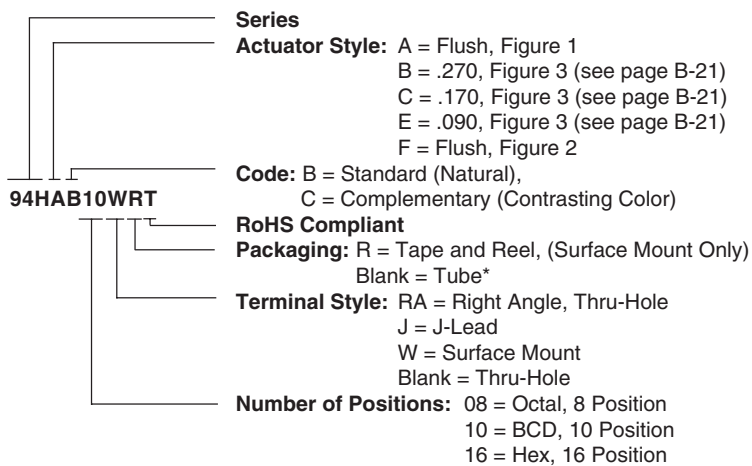 Series
Actuator Style: A = Flush, Figure 1
B = .270, Figure 3 (see page B-21)
C = .170, Figure 3 (see page B-21)
E = .090, Figure 3 (see page B-21)
F = Flush, Figure 2
Code: B = Standard (Natural),
C = Complementary (Contrasting Color)
94HAB10WRT
RoHS Compliant
Packaging: R = Tape and Reel, (Surface Mount Only)
Blank = Tube*
Terminal Style: RA = Right Angle, Thru-Hole
J = J-Lead
W = Surface Mount
Blank = Thru-Hole
Number of Positions: 08 = Octal, 8 Position
10 = BCD, 10 Position
16 = Hex, 16 Position